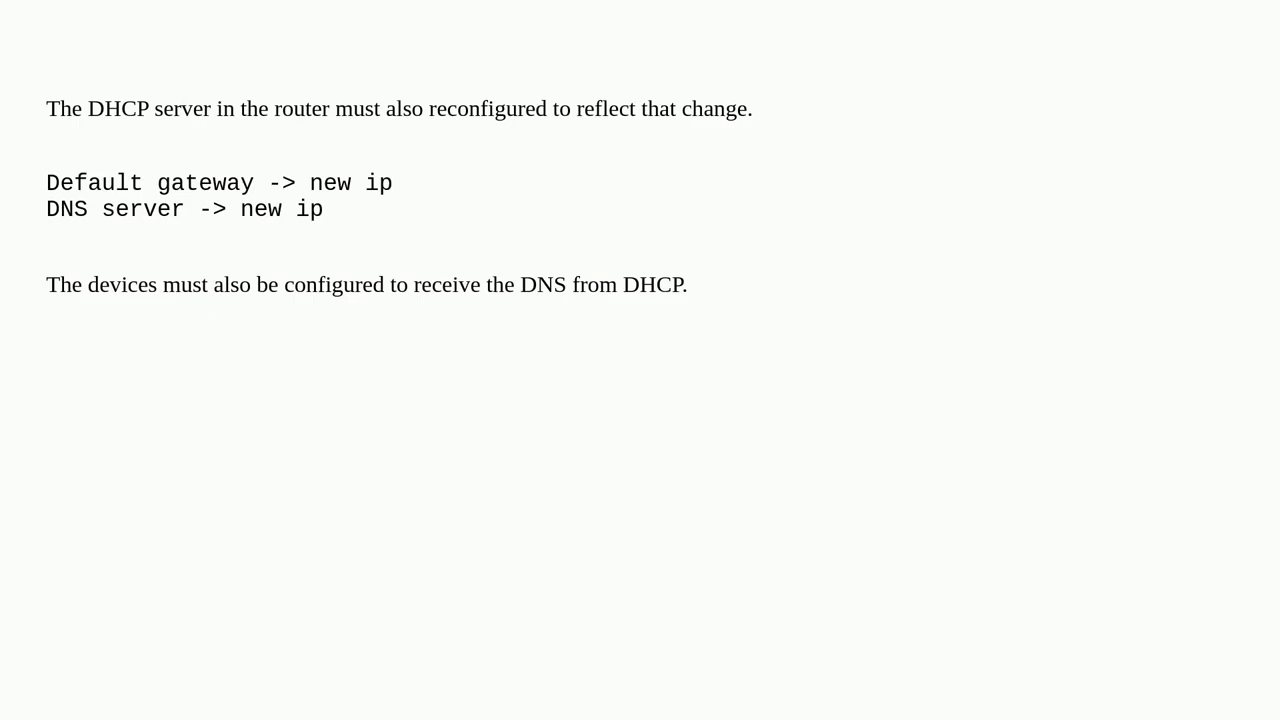 The DHCP server in the router must also reconfigured to reflect that change.
Default gateway -> new ip
DNS server -> new ip
The devices must also be configured to receive the DNS from DHCP.